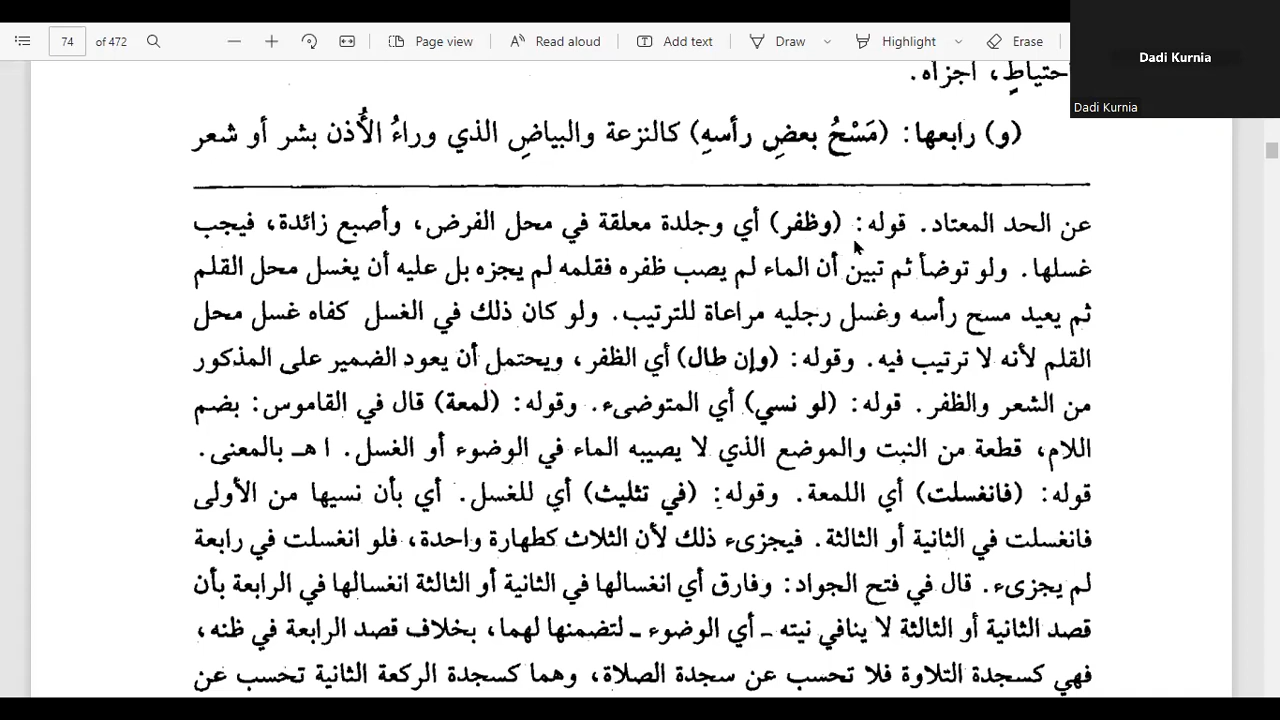 74 of 472 Page view Read aloud Add text Draw Highlight Erase
Dadi Kurnia
Dadi Kurnia
احتياطٍ، أجزأه.
(و) رابعها: (مَسْحُ بعضِ رأسهِ) كالنزعة والبياضِ الذي وراءُ الأُذن بشر أو شعر
عن الحد المعتاد. قوله: (وظفر) أي وجلدة معلقة في محل الفرض، وأصبع زائدة، فيجب
غسلها. ولو توضأ ثم تبين أن الماء لم يصب ظفره فقلمه لم يجزه بل عليه أن يغسل محل القلم
ثم يعيد مسح رأسه وغسل رجليه مراعاة للترتيب. ولو كان ذلك في الغسل كفاه غسل محل
القلم لأنه لا ترتيب فيه. وقوله: (وإن طال) أي الظفر، ويحتمل أن يعود الضمير على المذكور
من الشعر والظفر. قوله: (لو نسي) أي المتوضىء. وقوله: (لمعة) قال في القاموس: بضم
اللام، قطعة من النبت والموضع الذي لا يصيبه الماء في الوضوء أو الغسل. اهـ بالمعنى.
قوله: (فانغسلت) أي اللمعة. وقوله: (في تثليث) أي للغسل. أي بأن نسيها من الأولى
فانغسلت في الثانية أو الثالثة. فيجزىء ذلك لأن الثلاث كطهارة واحدة، فلو انغسلت في رابعة
لم يجزىء. قال في فتح الجواد: وفارق أي انغسالها في الثانية أو الثالثة انغسالها في الرابعة بأن
قصد الثانية أو الثالثة لا ينافي نيته ـ أي الوضوء ـ لتضمنها لهما، بخلاف قصد الرابعة في ظنه،
فهي كسجدة التلاوة فلا تحسب عن سجدة الصلاة، وهما كسجدة الركعة الثانية تحسب عن